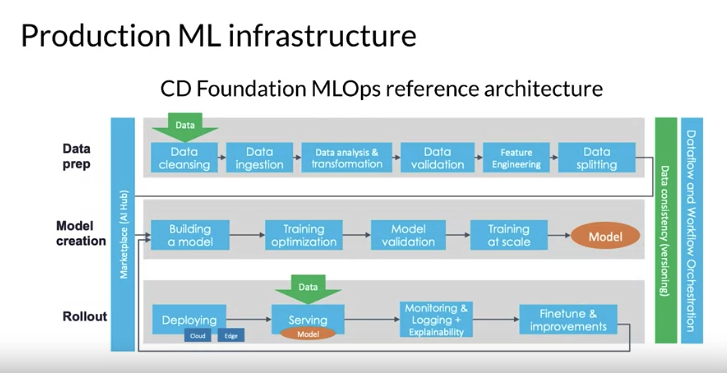 Production ML infrastructure
CD Foundation MLOps reference architecture
Data
prep
Data
Data
cleansing
Data
ingestion
Data analysis &
transformation
Data
validation
Feature
Engineering
Data
splitting
Model
creation
Building
a model
Training
optimization
Model
validation
Training
at scale
Model
Rollout
Data
Deploying
Cloud
Edge
Serving
Model
Monitoring &
Logging +
Explainability
Finetune &
improvements
Marketplace (AI Hub)
Data consistency (versioning)
Dataflow and Workflow Orchestration